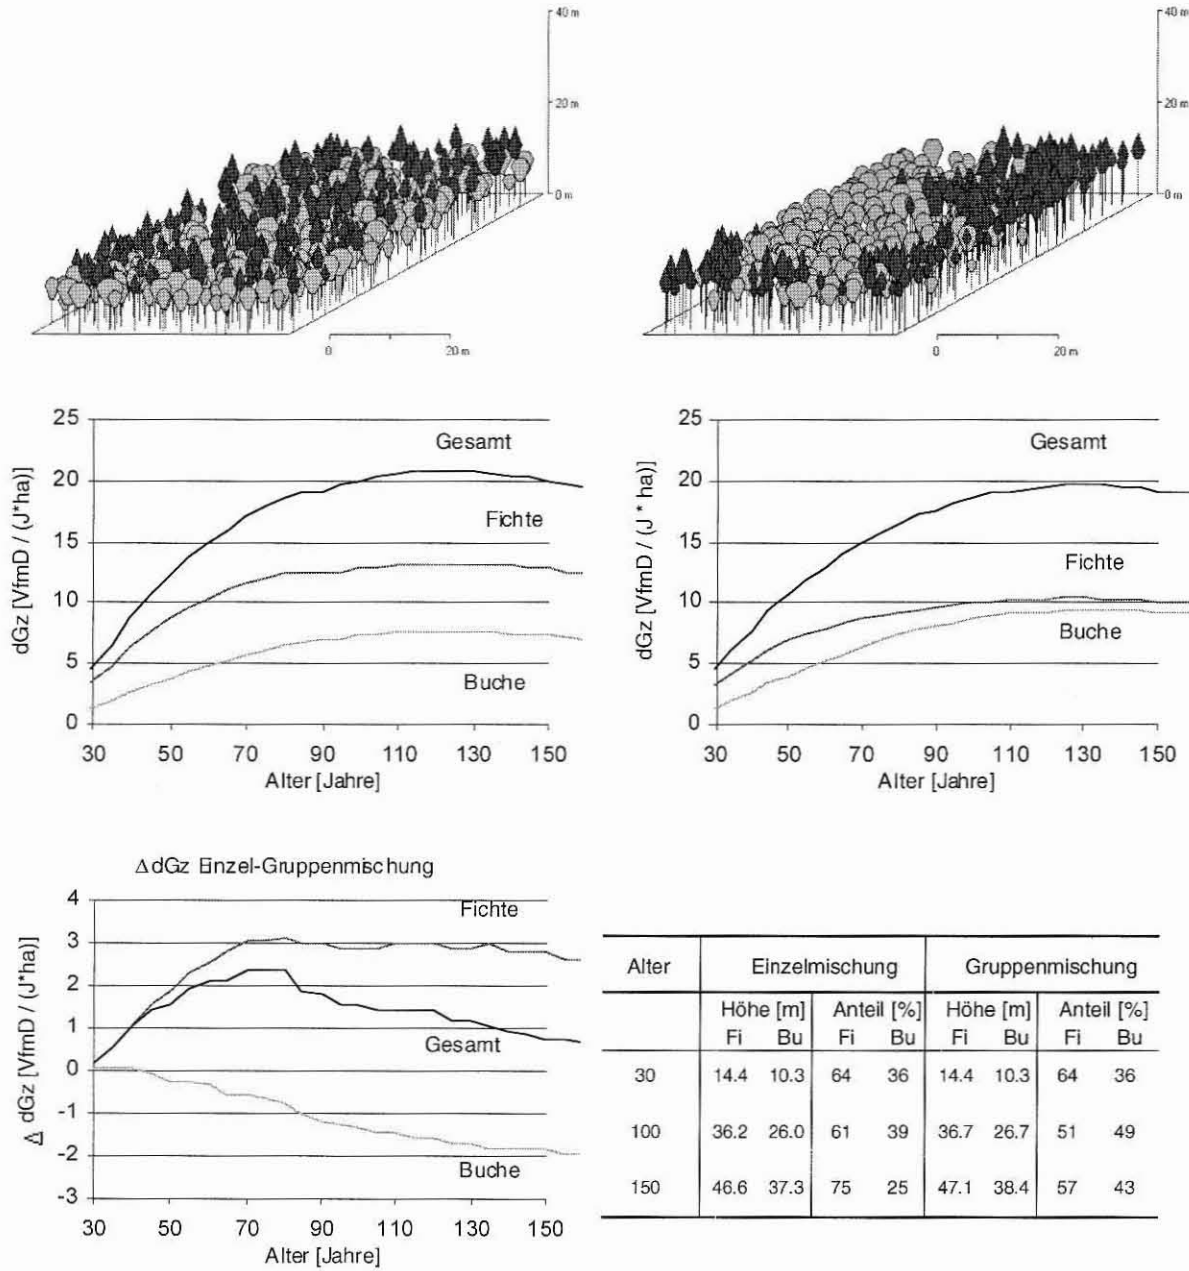 40 m
20 m
0 m
0 20 m
40 m
20 m
0 m
0 20 m
dGz [VfmD / (J*ha)]
25
20
15
10
5
0
Gesamt
Fichte
Buche
30 50 70 90 110 130 150
Alter [Jahre]
dGz [VfmD / (J * ha)]
25
20
15
10
5
0
Gesamt
Fichte
Buche
30 50 70 90 110 130 150
Alter [Jahre]
Δ dGz Einzel-Gruppenmischung
Δ dGz [VfmD / (J*ha)]
4
3
2
1
0
-1
-2
-3
Fichte
Gesamt
Buche
30 50 70 90 110 130 150
Alter [Jahre]
Alter Einzelmischung Gruppenmischung
Höhe [m] Anteil [%] Höhe [m] Anteil [%]
Fi Bu Fi Bu Fi Bu Fi Bu
30 14.4 10.3 64 36 14.4 10.3 64 36
100 36.2 26.0 61 39 36.7 26.7 51 49
150 46.6 37.3 75 25 47.1 38.4 57 43